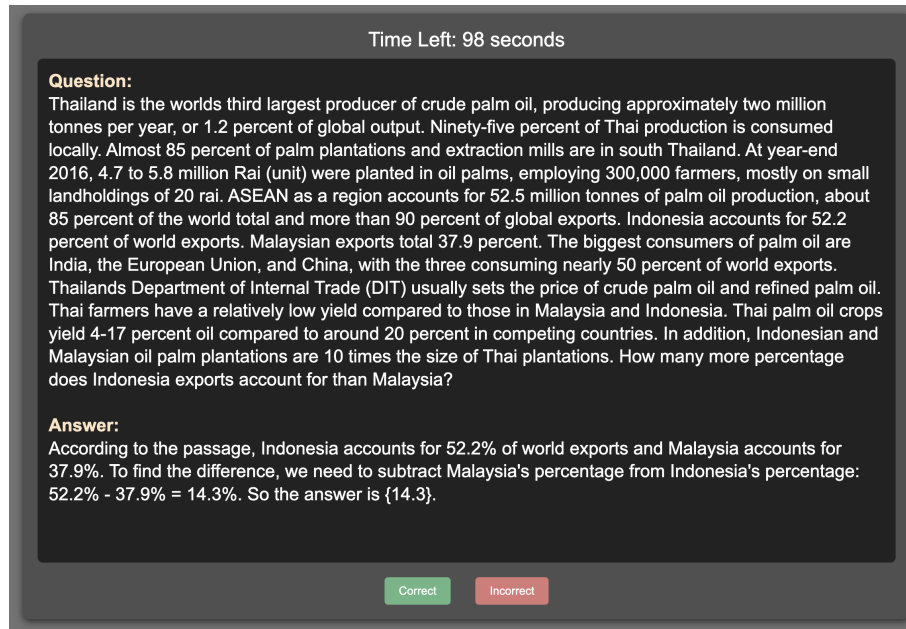 Time Left: 98 seconds
Question:
Thailand is the worlds third largest producer of crude palm oil, producing approximately two million
tonnes per year, or 1.2 percent of global output. Ninety-five percent of Thai production is consumed
locally. Almost 85 percent of palm plantations and extraction mills are in south Thailand. At year-end
2016, 4.7 to 5.8 million Rai (unit) were planted in oil palms, employing 300,000 farmers, mostly on small
landholdings of 20 rai. ASEAN as a region accounts for 52.5 million tonnes of palm oil production, about
85 percent of the world total and more than 90 percent of global exports. Indonesia accounts for 52.2
percent of world exports. Malaysian exports total 37.9 percent. The biggest consumers of palm oil are
India, the European Union, and China, with the three consuming nearly 50 percent of world exports.
Thailands Department of Internal Trade (DIT) usually sets the price of crude palm oil and refined palm oil.
Thai farmers have a relatively low yield compared to those in Malaysia and Indonesia. Thai palm oil crops
yield 4-17 percent oil compared to around 20 percent in competing countries. In addition, Indonesian and
Malaysian oil palm plantations are 10 times the size of Thai plantations. How many more percentage
does Indonesia exports account for than Malaysia?
Answer:
According to the passage, Indonesia accounts for 52.2% of world exports and Malaysia accounts for
37.9%. To find the difference, we need to subtract Malaysia's percentage from Indonesia's percentage:
52.2% - 37.9% = 14.3%. So the answer is {14.3}.
Correct
Incorrect